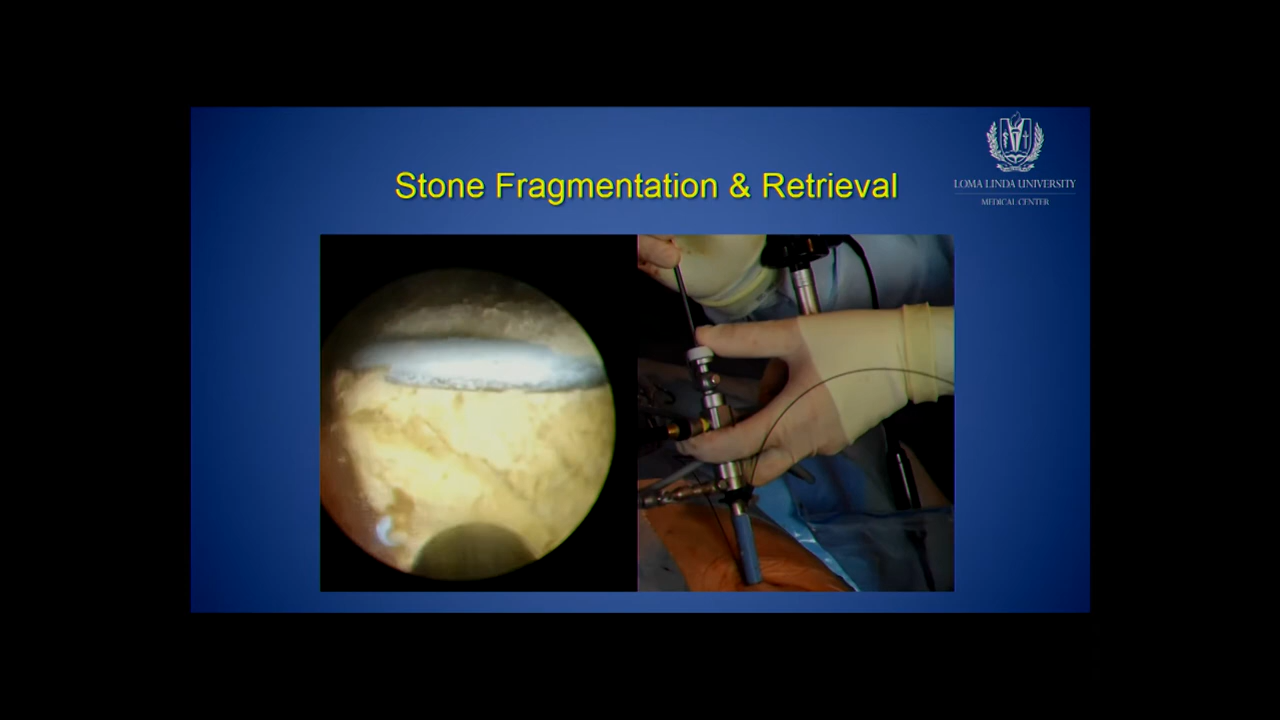 Stone Fragmentation & Retrieval
LOMA LINDA UNIVERSITY
MEDICAL CENTER